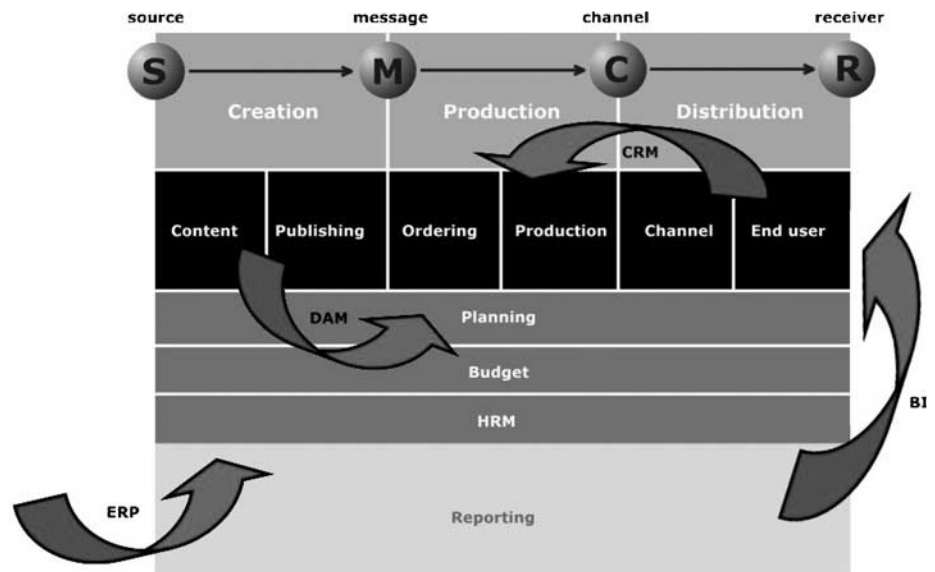 source message channel receiver
S M C R
Creation Production Distribution
CRM
Content Publishing Ordering Production Channel End user
DAM Planning
Budget
BI
HRM
ERP Reporting